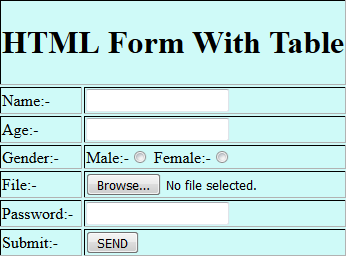 HTML Form With Table
Name:-
Age:-
Gender:- Male:- Female:-
File:- Browse... No file selected.
Password:-
Submit:- SEND